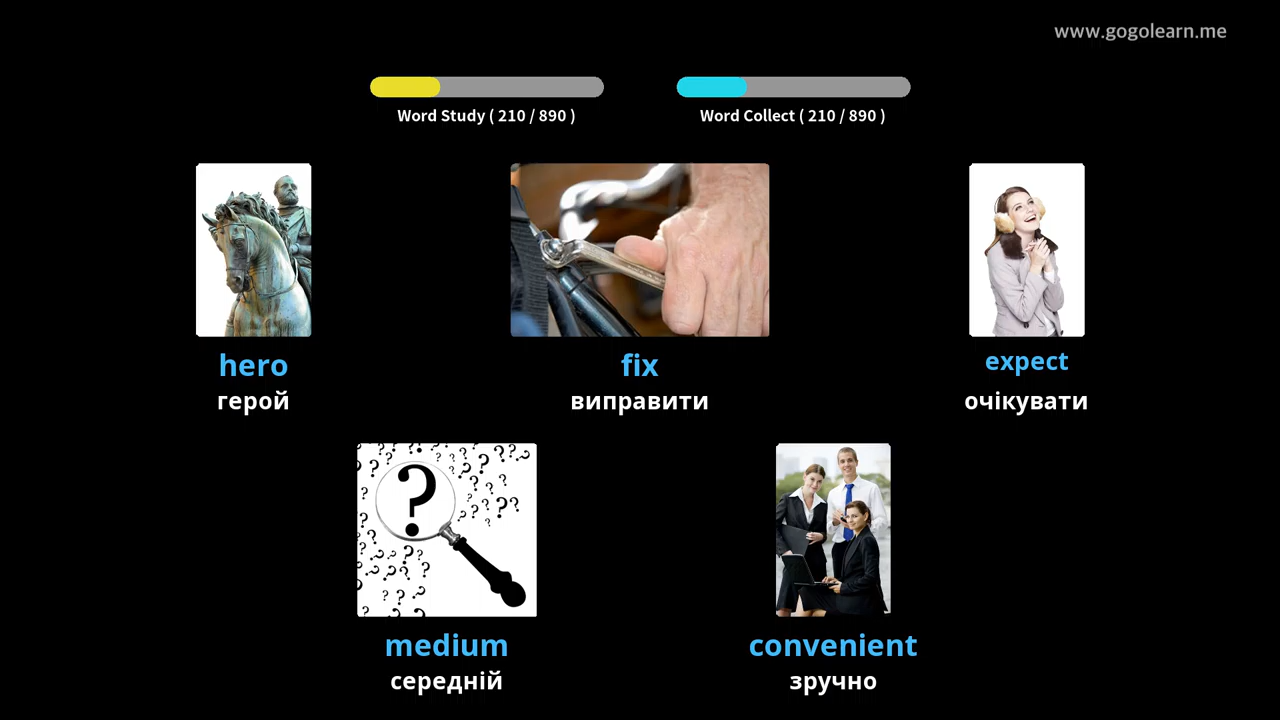 www.gogolearn.me
Word Study ( 210 / 890 )
Word Collect ( 210 / 890 )
hero
герой
fix
виправити
expect
очікувати
medium
середній
convenient
зручно